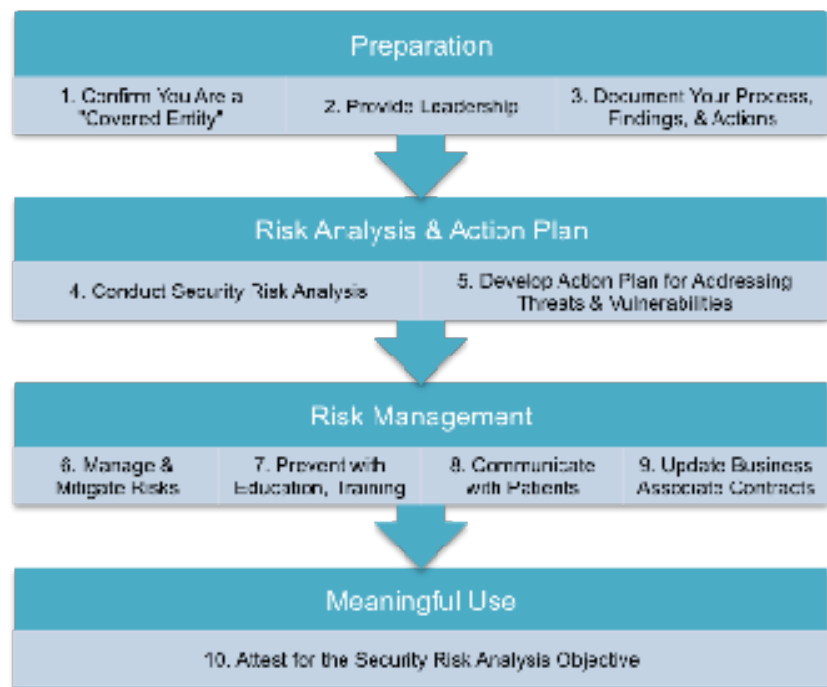 Preparation
1. Confirm You Are a
"Covered Entity"
2. Provide Leadership
3. Document Your Process,
Findings, & Actions
Risk Analysis & Action Plan
4. Conduct Security Risk Analysis
5. Develop Action Plan for Addressing
Threats & Vulnerabilities
Risk Management
6. Manage &
Mitigate Risks
7. Prevent with
Education, Training
8. Communicate
with Patients
9. Update Business
Associate Contracts
Meaningful Use
10. Attest for the Security Risk Analysis Objective